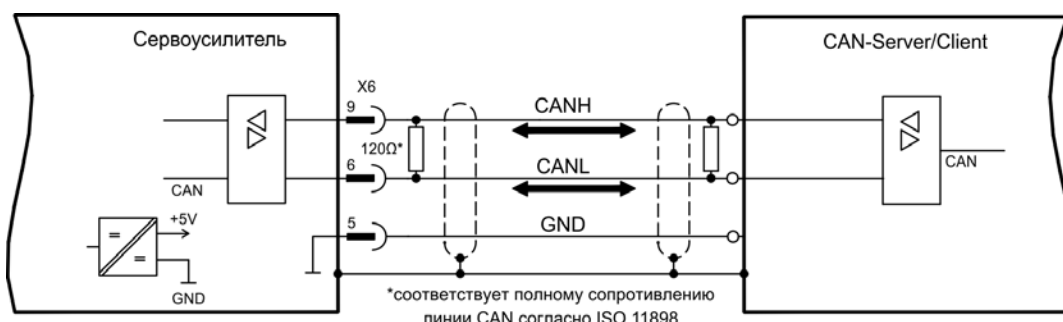 Сервоусилитель
CAN-Server/Client
X6
9
CANH
120Ω*
6
CANL
CAN
CAN
+5V
5
GND
GND
*соответствует полному сопротивлению
линии CAN согласно ISO 11898